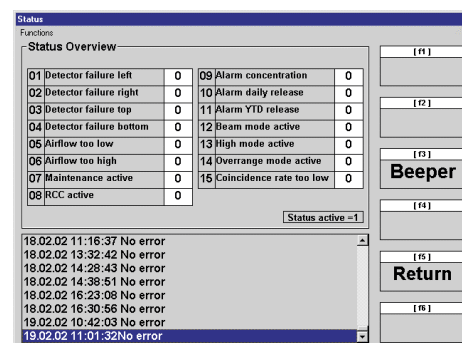 Status
Functions
Status Overview
01 Detector failure left 0
02 Detector failure right 0
03 Detector failure top 0
04 Detector failure bottom 0
05 Airflow too low 0
06 Airflow too high 0
07 Maintenance active 0
08 RCC active 0
09 Alarm concentration 0
10 Alarm daily release 0
11 Alarm YTD release 0
12 Beam mode active 0
13 High mode active 0
14 Overrange mode active 0
15 Coincidence rate too low 0
Status active =1
18.02.02 11:16:37 No error
18.02.02 13:32:42 No error
18.02.02 14:28:43 No error
18.02.02 14:38:51 No error
18.02.02 16:23:08 No error
18.02.02 16:30:56 No error
19.02.02 10:42:03 No error
19.02.02 11:01:32No error
[ f1 ]
[ f2 ]
[ f3 ]
Beeper
[ f4 ]
[ f5 ]
Return
[ f6 ]